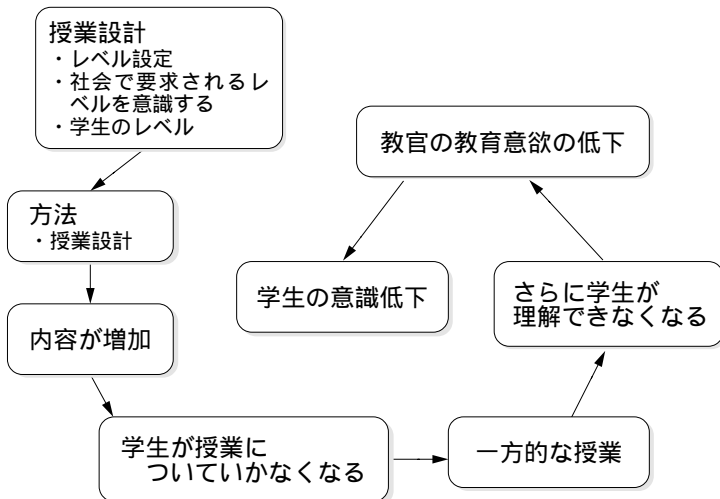 授業設計
・レベル設定
・社会で要求されるレ
ベルを意識する
・学生のレベル
方法
・授業設計
内容が増加
学生が授業に
ついていかなくなる
一方的な授業
さらに学生が
理解できなくなる
教官の教育意欲の低下
学生の意識低下